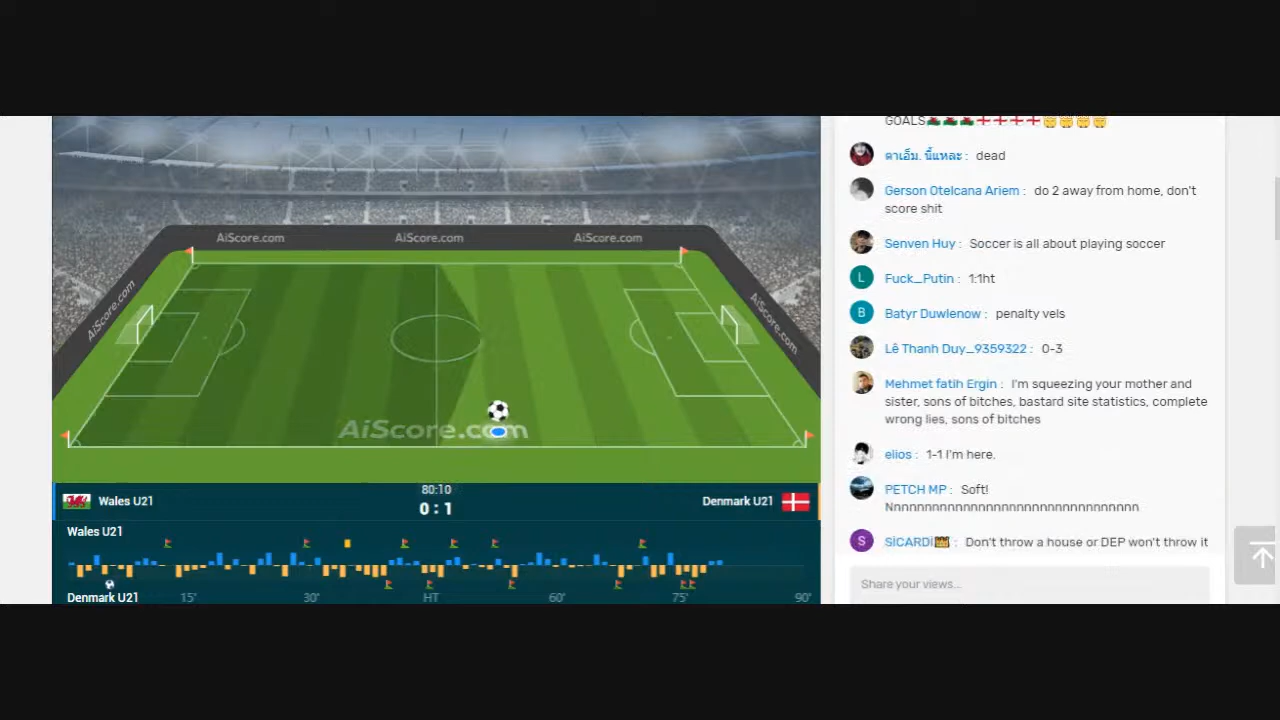 AiScore.com AiScore.com AiScore.com
AiScore.com
AiScore.com
AiScore.com
Wales U21
80:10
0 : 1
Denmark U21
Wales U21
Denmark U21 15' 30' HT 60' 75' 90'
GOALS🏴󠁧󠁢󠁷󠁬󠁳󠁿🏴󠁧󠁢󠁷󠁬󠁳󠁿🏴󠁧󠁢󠁷󠁬󠁳󠁿🇩🇰🇩🇰🇩🇰🇩🇰
ตาเอ็ม. นี้แหละ : dead
Gerson Otelcana Ariem : do 2 away from home, don't
score shit
Senven Huy : Soccer is all about playing soccer
L
Fuck_Putin : 1:1ht
B
Batyr Duwlenow : penalty vels
Lê Thanh Duy_9359322 : 0-3
Mehmet fatih Ergin : I'm squeezing your mother and
sister, sons of bitches, bastard site statistics, complete
wrong lies, sons of bitches
elios : 1-1 I'm here.
PETCH MP : Soft!
S
SİCARDİ : Don't throw a house or DEP won't throw it
Share your views...